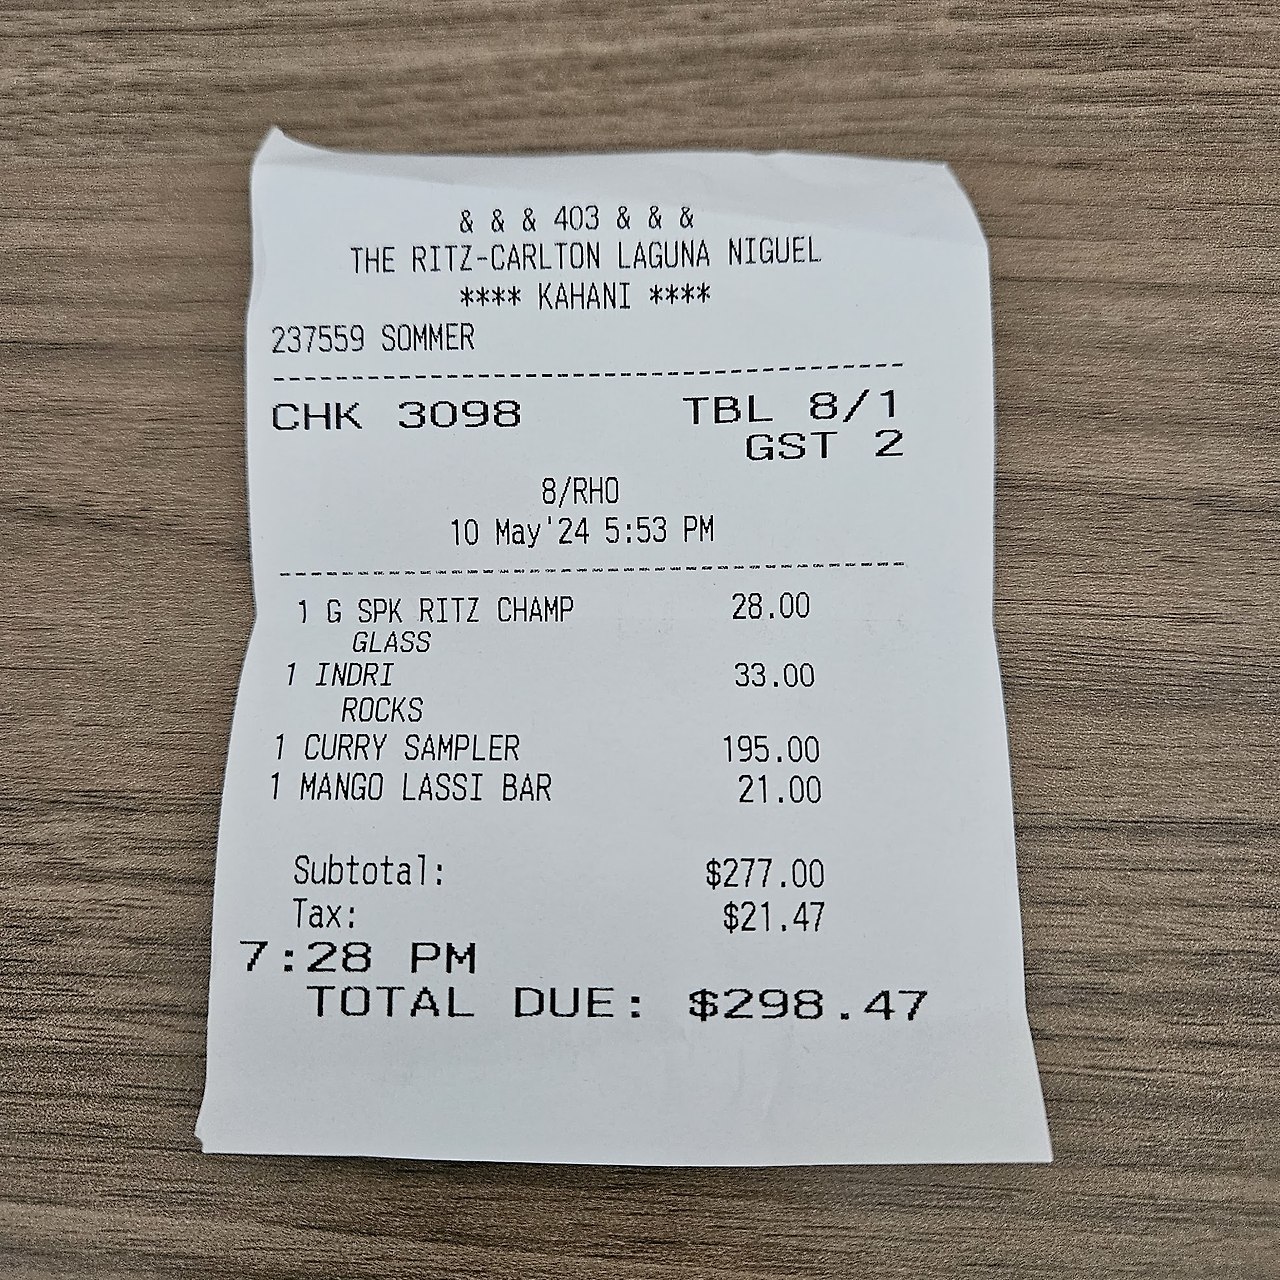 & & & 403 & & &
THE RITZ-CARLTON LAGUNA NIGUEL
**** KAHANI ****
237559 SOMMER
CHK 3098 TBL 8/1
GST 2
8/RHO
10 May'24 5:53 PM
1 G SPK RITZ CHAMP 28.00
GLASS
1 INDRI 33.00
ROCKS
1 CURRY SAMPLER 195.00
1 MANGO LASSI BAR 21.00
Subtotal: $277.00
Tax: $21.47
7:28 PM
TOTAL DUE: $298.47